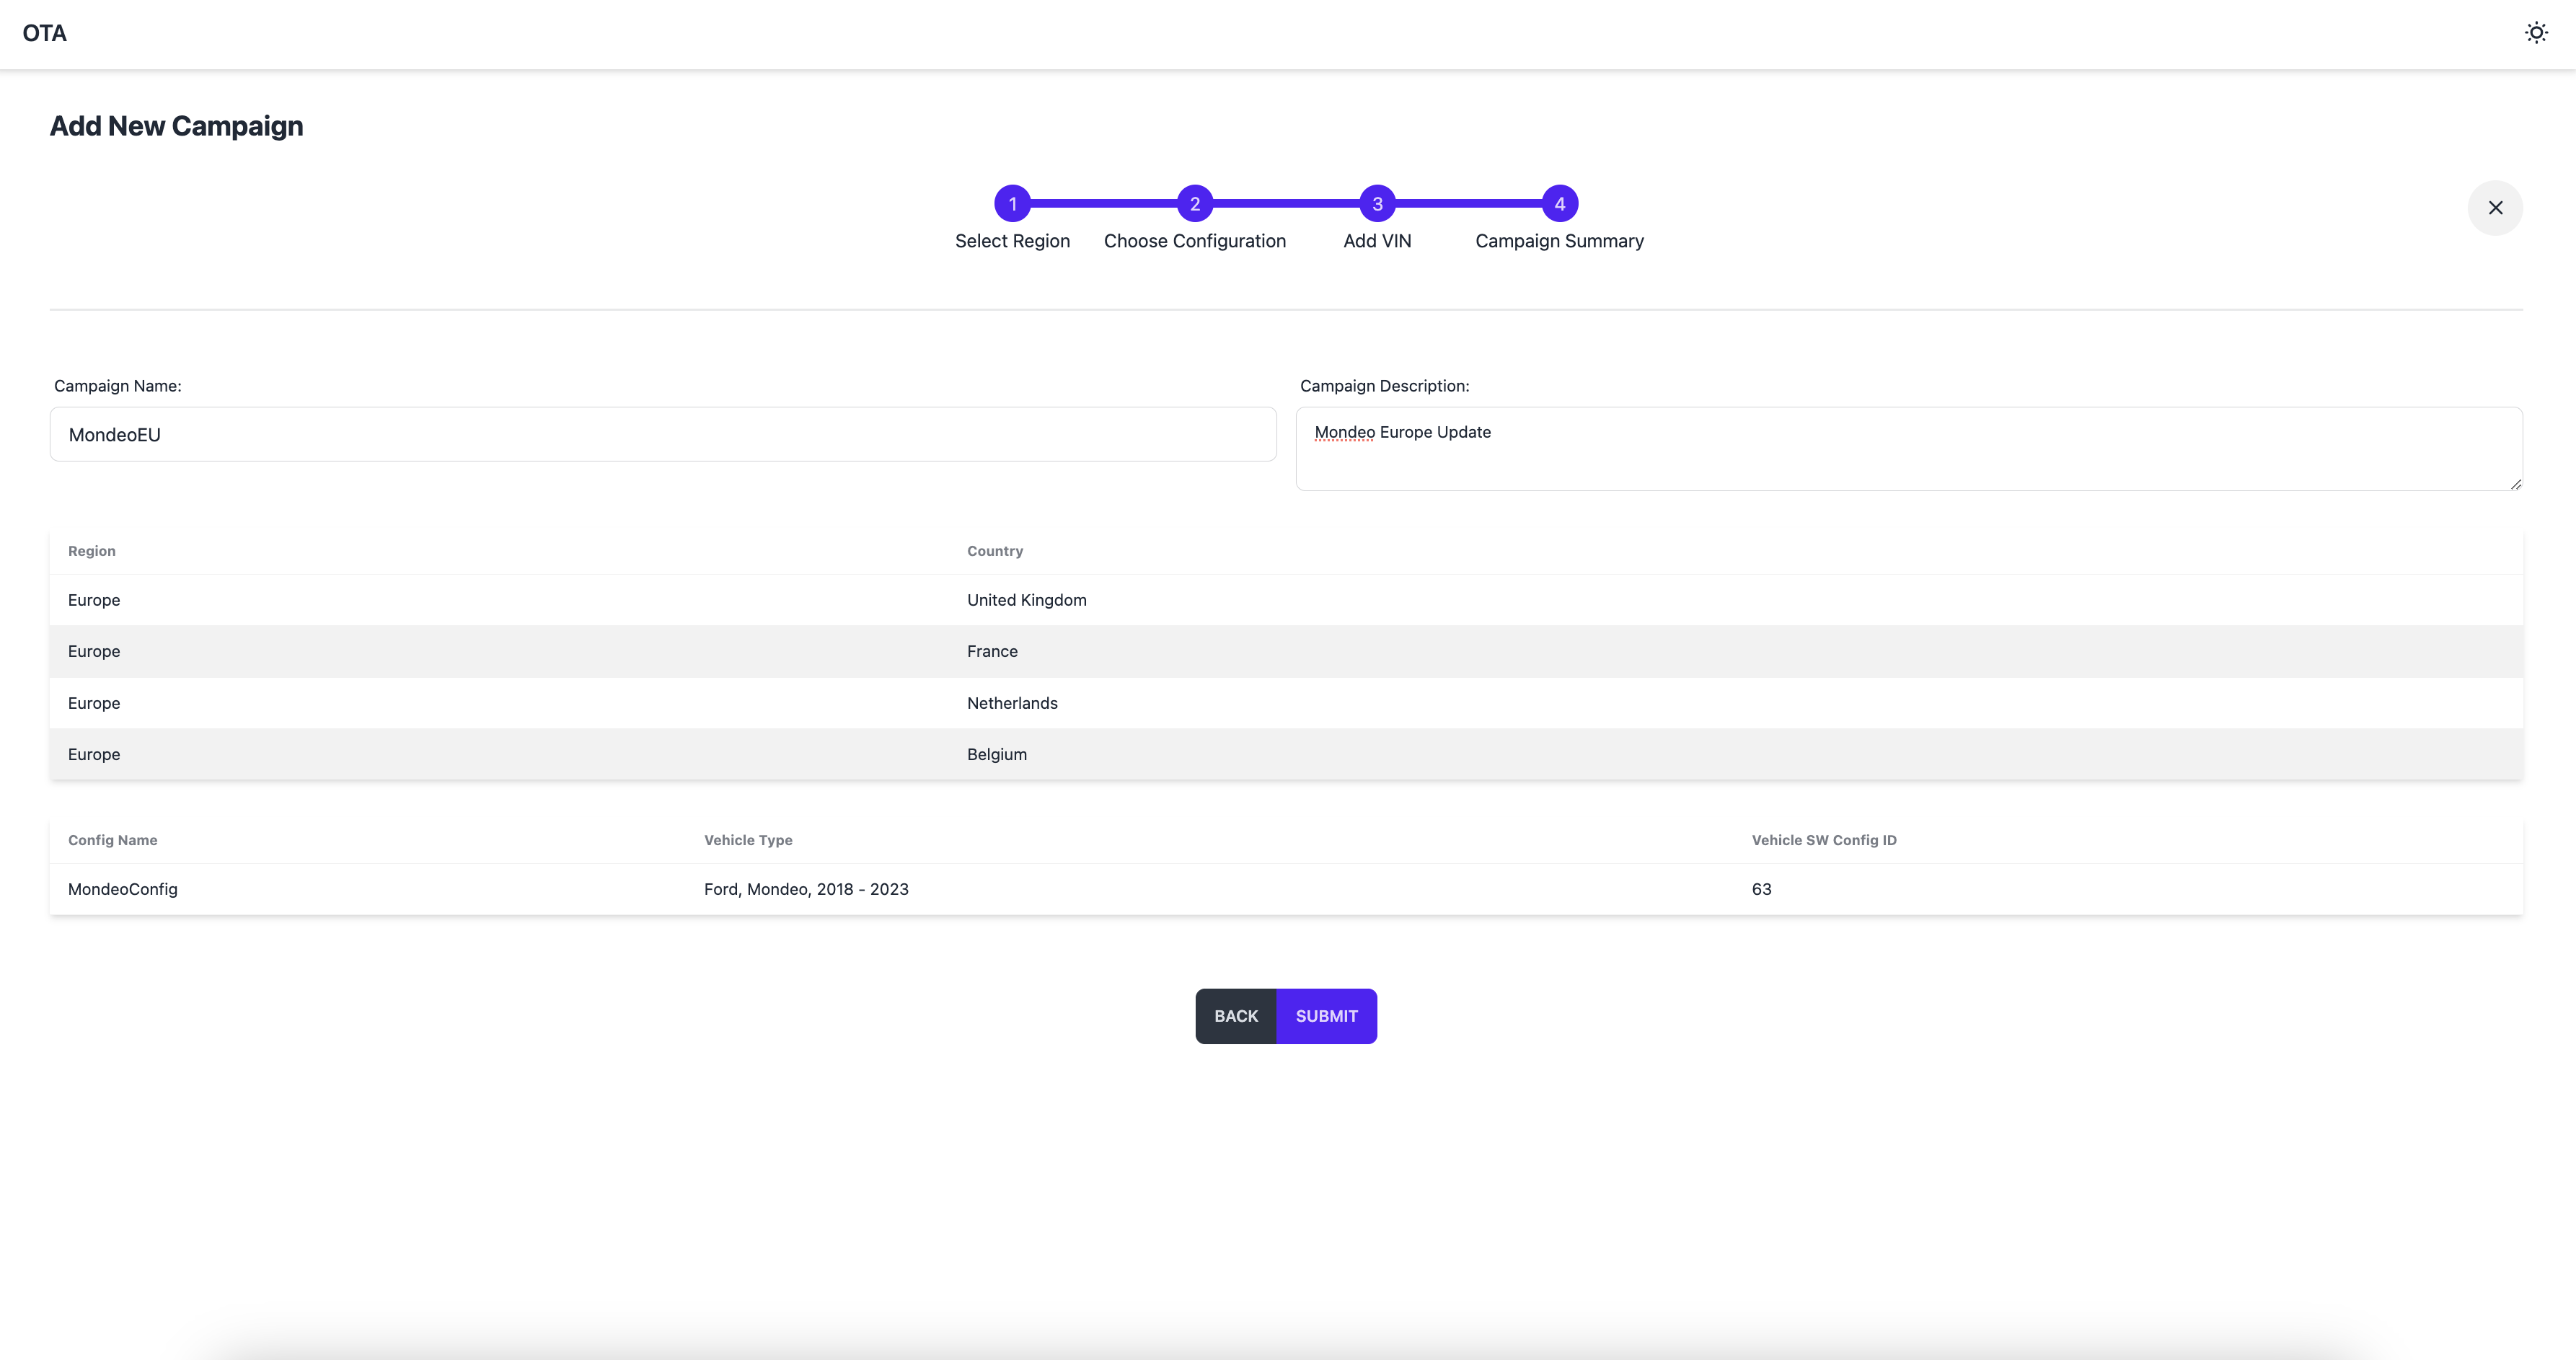 OTA
Add New Campaign
1 2 3 4
Select Region Choose Configuration Add VIN Campaign Summary
Campaign Name: Campaign Description:
MondeoEU Mondeo Europe Update
Region Country
Europe United Kingdom
Europe France
Europe Netherlands
Europe Belgium
Config Name Vehicle Type Vehicle SW Config ID
MondeoConfig Ford, Mondeo, 2018 - 2023 63
BACK SUBMIT